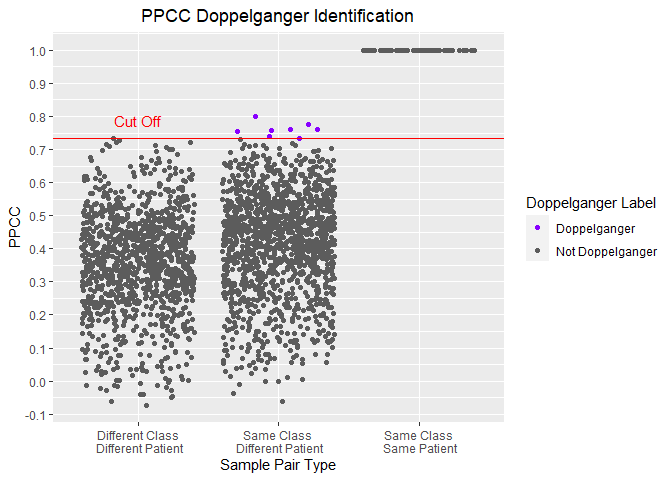 PPCC Doppelganger Identification
1.0
0.9
0.8
Cut Off
0.7
0.6
0.5
0.4
0.3
0.2
0.1
0.0
-0.1
PPCC
Different Class
Different Patient
Same Class
Different Patient
Same Class
Same Patient
Sample Pair Type
Doppelganger Label
Doppelganger
Not Doppelganger